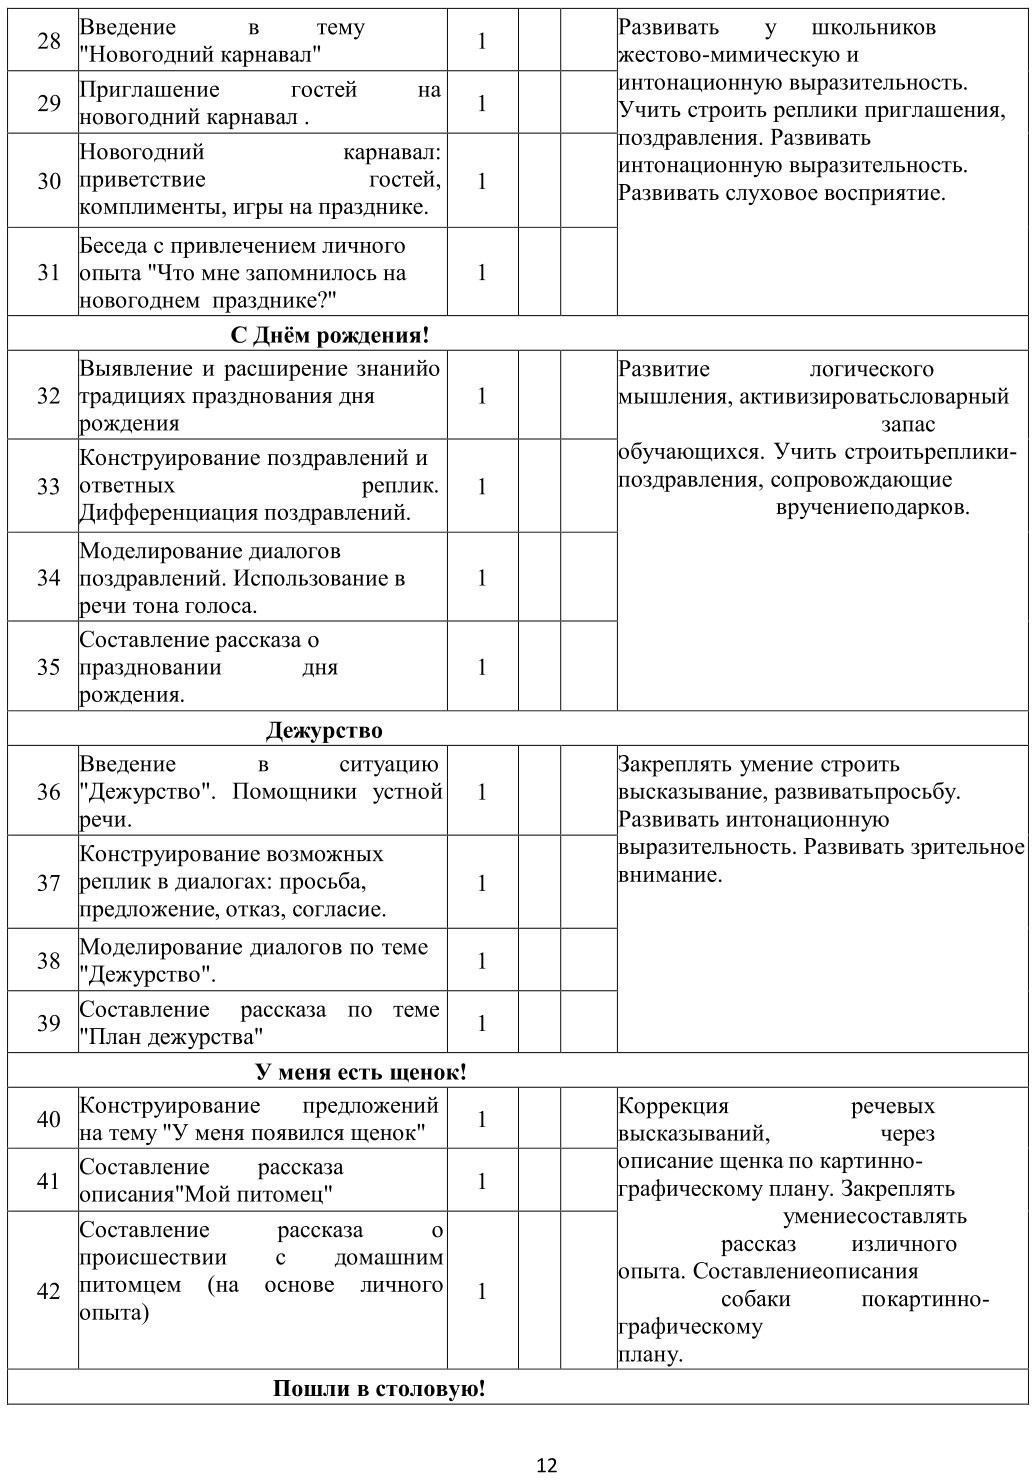 28
Введение в тему
"Новогодний карнавал"
1
Развивать у школьников
жестово-мимическую и
интонационную выразительность.
Учить строить реплики приглашения,
поздравления. Развивать
интонационную выразительность.
Развивать слуховое восприятие.
29
Приглашение гостей на
новогодний карнавал .
1
30
Новогодний карнавал:
приветствие гостей,
комплименты, игры на празднике.
1
31
Беседа с привлечением личного
опыта "Что мне запомнилось на
новогоднем празднике?"
1
С Днём рождения!
32
Выявление и расширение знанийо
традициях празднования дня
рождения
1
Развитие логического
мышления, активизироватьсловарный
запас
обучающихся. Учить строитьреплики-
поздравления, сопровождающие
вручениеподарков.
33
Конструирование поздравлений и
ответных реплик.
Дифференциация поздравлений.
1
34
Моделирование диалогов
поздравлений. Использование в
речи тона голоса.
1
35
Составление рассказа о
праздновании дня
рождения.
1
Дежурство
36
Введение в ситуацию
"Дежурство". Помощники устной
речи.
1
Закреплять умение строить
высказывание, развиватьпросьбу.
Развивать интонационную
выразительность. Развивать зрительное
внимание.
37
Конструирование возможных
реплик в диалогах: просьба,
предложение, отказ, согласие.
1
38
Моделирование диалогов по теме
"Дежурство".
1
39
Составление рассказа по теме
"План дежурства"
1
У меня есть щенок!
40
Конструирование предложений
на тему "У меня появился щенок"
1
Коррекция речевых
высказываний, через
описание щенка по картинно-
графическому плану. Закреплять
умениесоставлять
рассказ изличного
опыта. Составлениеописания
собаки покартинно-
графическому
плану.
41
Составление рассказа
описания"Мой питомец"
1
42
Составление рассказа о
происшествии с домашним
питомцем (на основе личного
опыта)
1
Пошли в столовую!
12